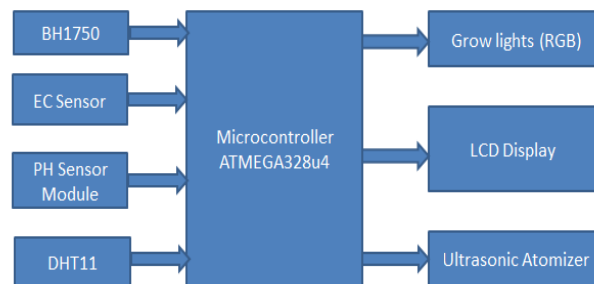 BH1750
EC Sensor
PH Sensor
Module
DHT11
Microcontroller
ATMEGA328u4
Grow lights (RGB)
LCD Display
Ultrasonic Atomizer